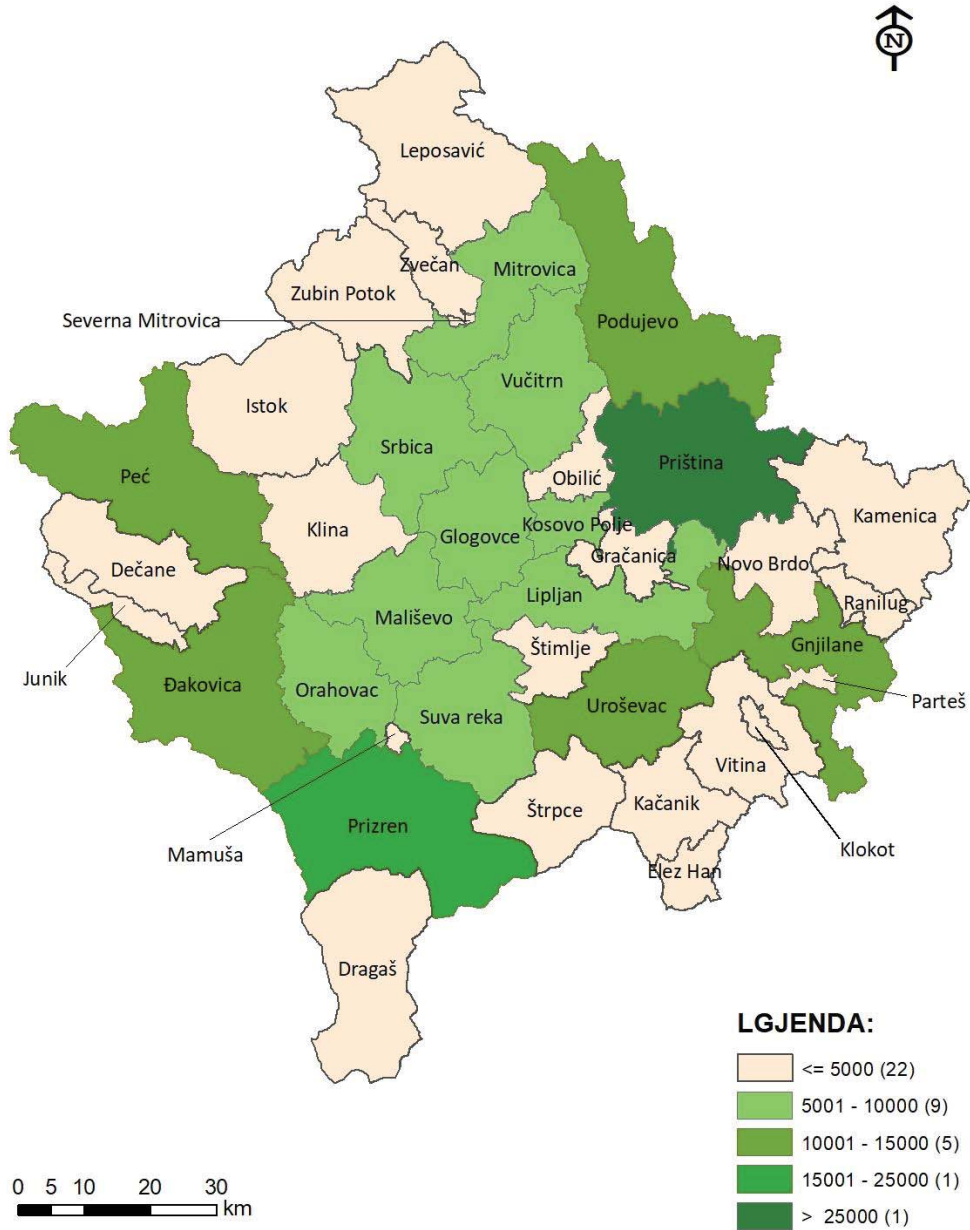 N
Leposavić
Zvečan
Mitrovica
Zubin Potok
Severna Mitrovica
Podujevo
Vučitrn
Istok
Srbica
Priština
Obilić
Peć
Kamenica
Klina
Kosovo Polje
Glogovce
Gračanica
Novo Brdo
Dečane
Lipljan
Ranilug
Mališevo
Štimlje
Gnjilane
Junik
Đakovica
Orahovac
Uroševac
Parteš
Suva reka
Vitina
Štrpce
Kačanik
Prizren
Mamuša
Klokot
Elez Han
Dragaš
LGJENDA:
<= 5000 (22)
5001 - 10000 (9)
10001 - 15000 (5)
15001 - 25000 (1)
> 25000 (1)
0 5 10 20 30
km